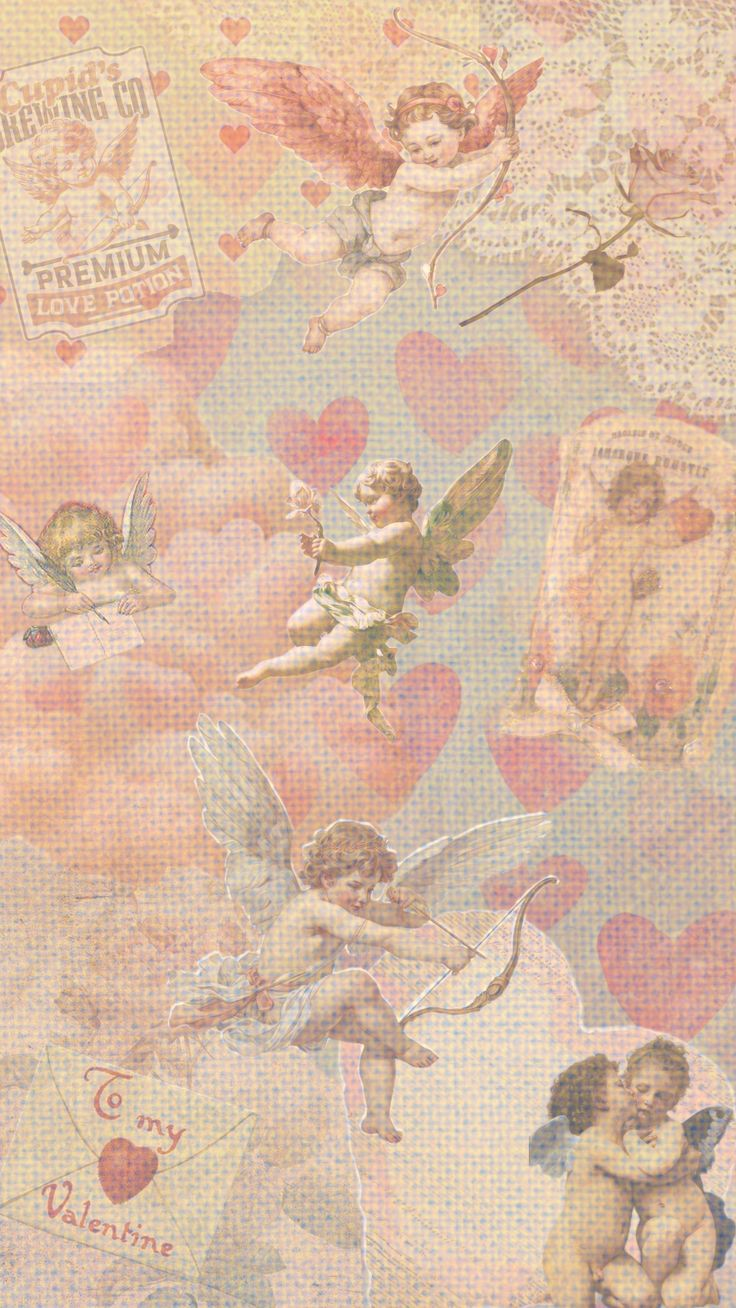 Cupid's
BREWING CO
PREMIUM
LOVE POTION
To my
Valentine